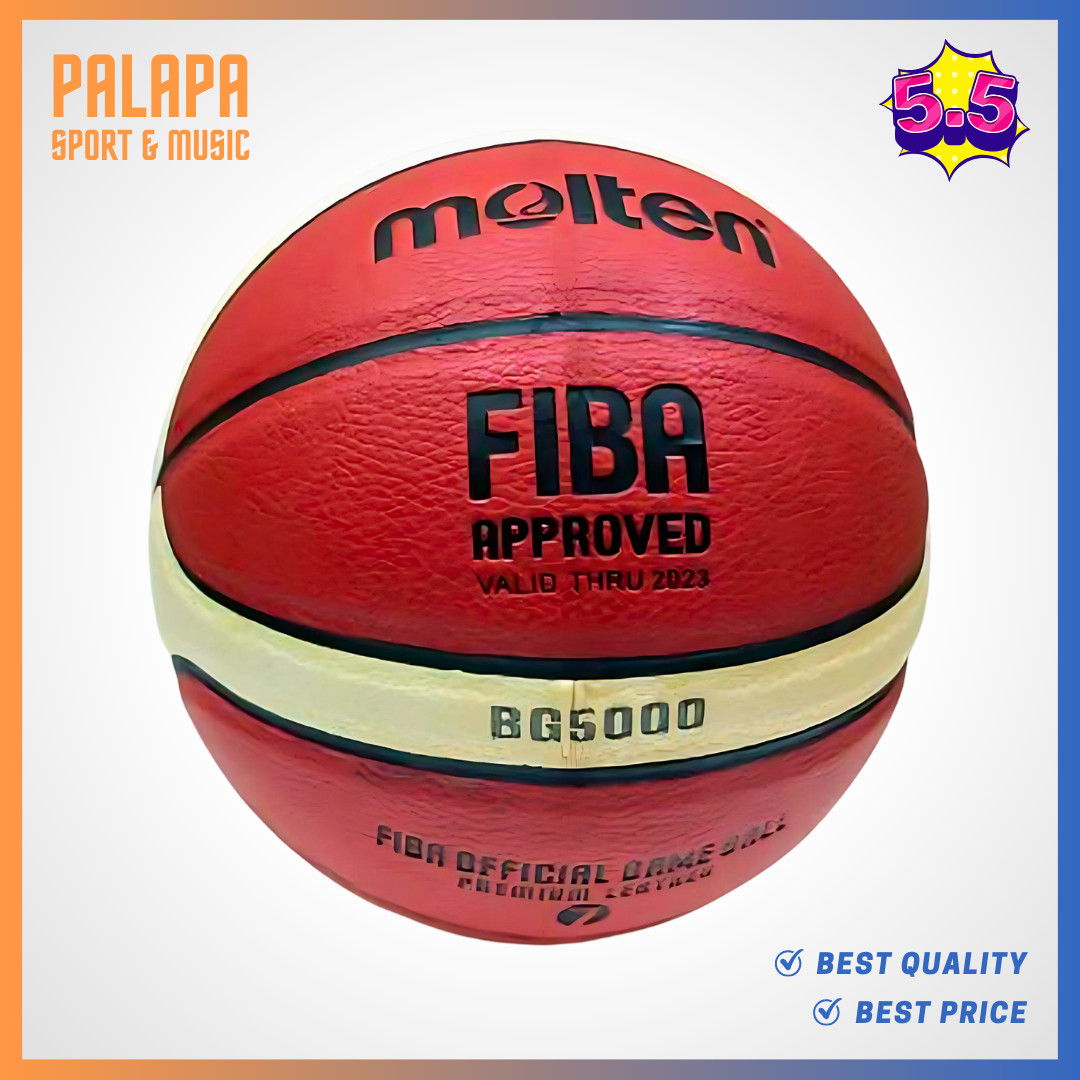 PALAPA
SPORT & MUSIC
5.5
molten
FIBA
APPROVED
VALID THRU 2023
BG5000
FIBA OFFICIAL GAME BALL
PREMIUM
7
BEST QUALITY
BEST PRICE